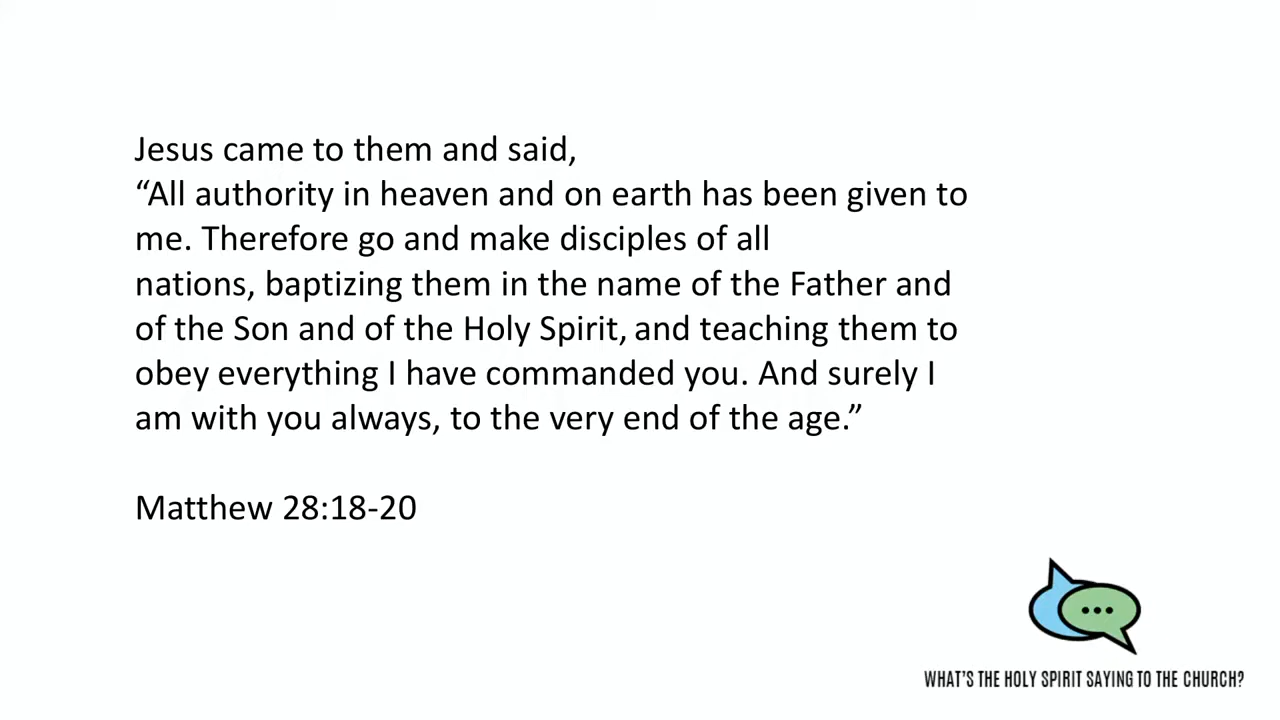 Jesus came to them and said,
“All authority in heaven and on earth has been given to
me. Therefore go and make disciples of all
nations, baptizing them in the name of the Father and
of the Son and of the Holy Spirit, and teaching them to
obey everything I have commanded you. And surely I
am with you always, to the very end of the age.”
Matthew 28:18-20
WHAT'S THE HOLY SPIRIT SAYING TO THE CHURCH?